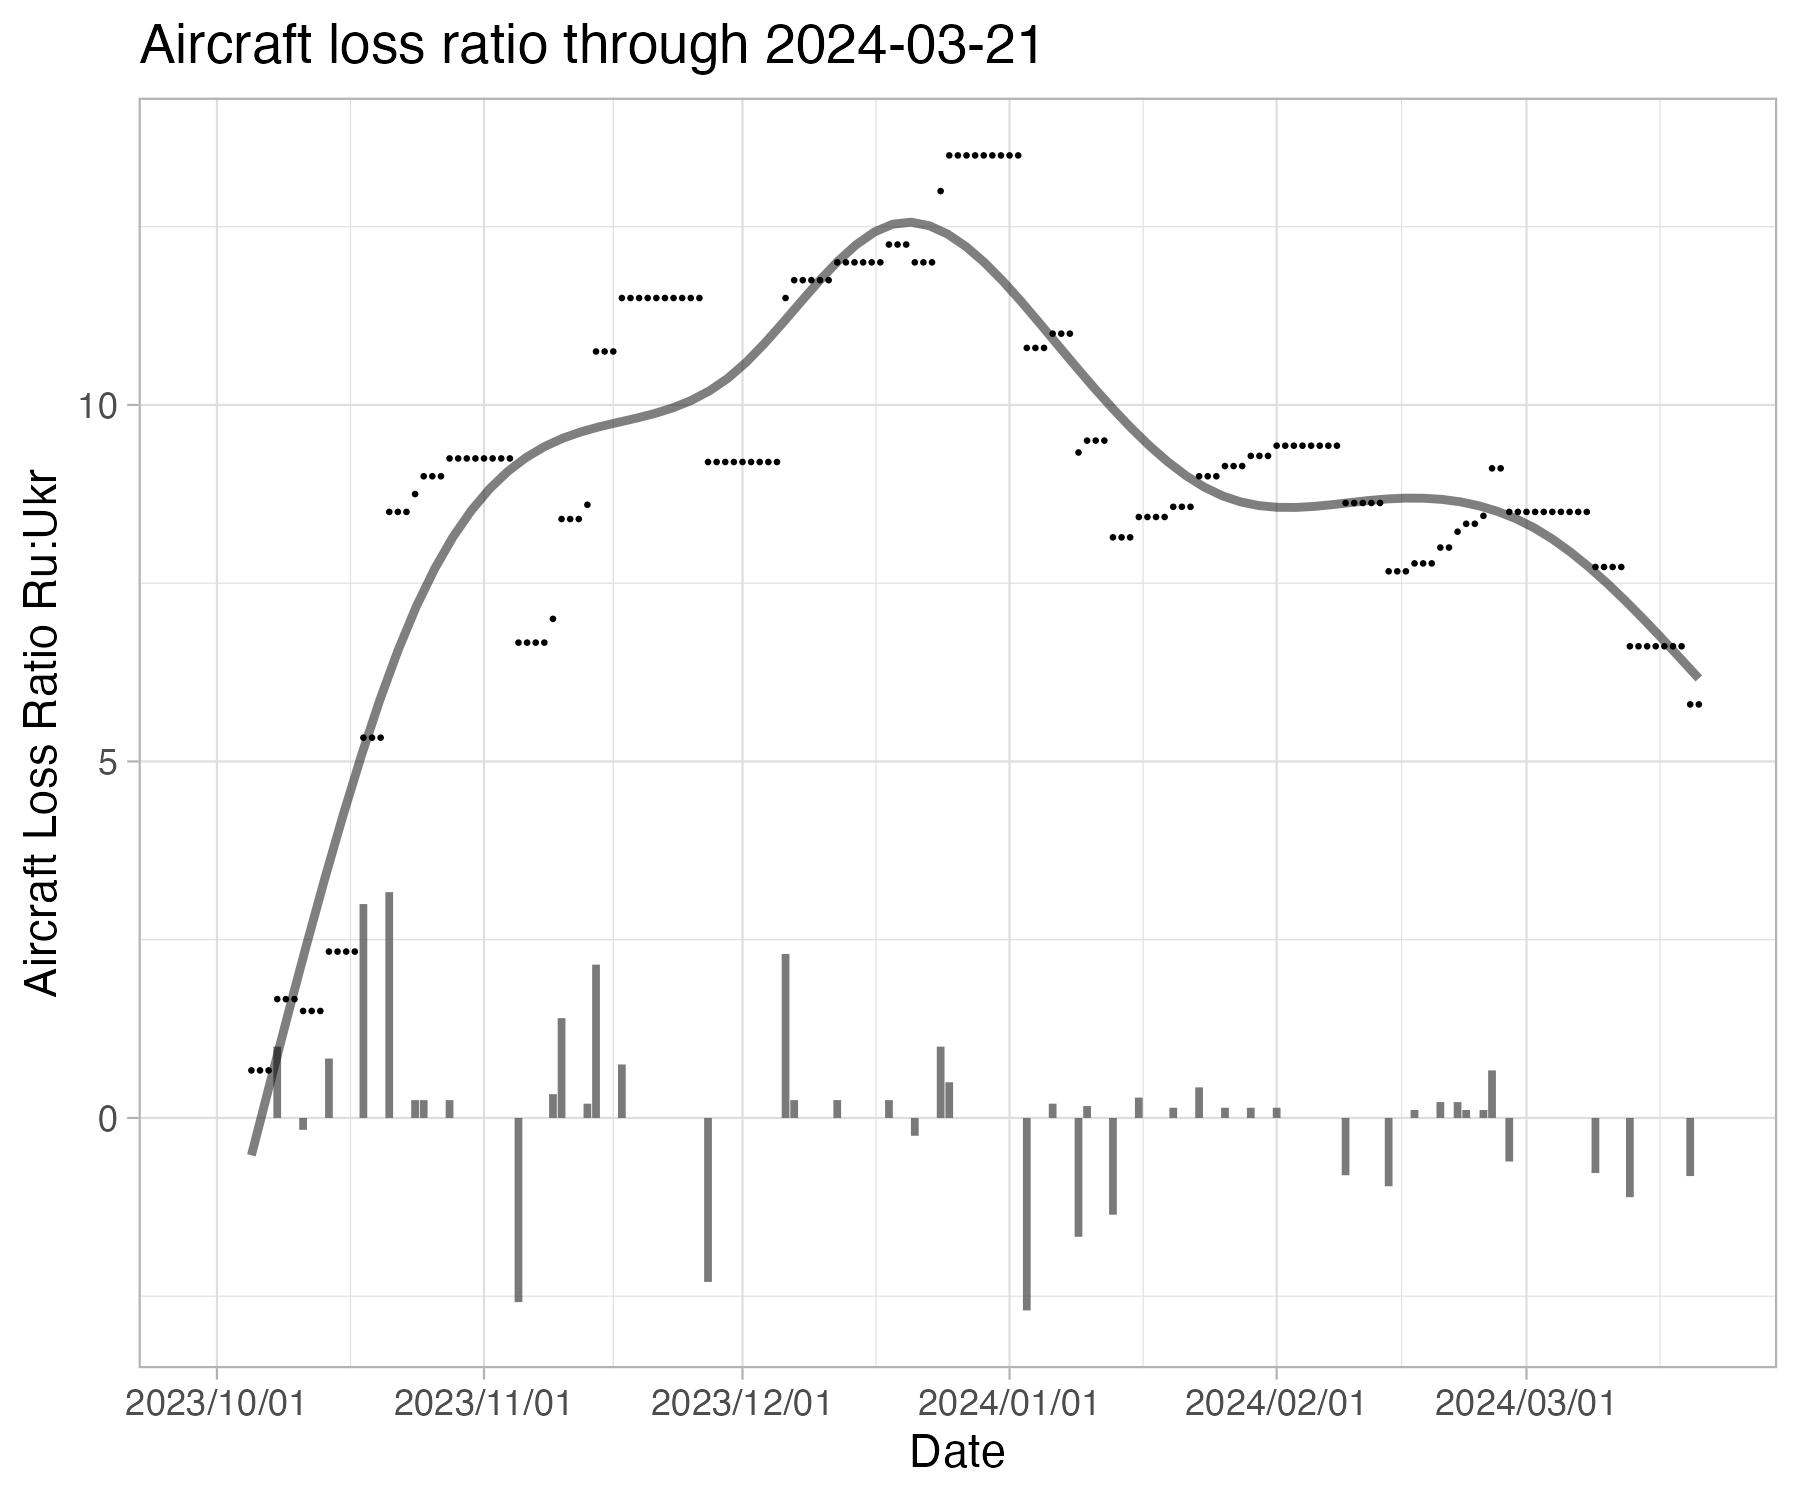 Aircraft loss ratio through 2024-03-21
Aircraft Loss Ratio Ru:Ukr
10
5
0
2023/10/01 2023/11/01 2023/12/01 2024/01/01 2024/02/01 2024/03/01
Date